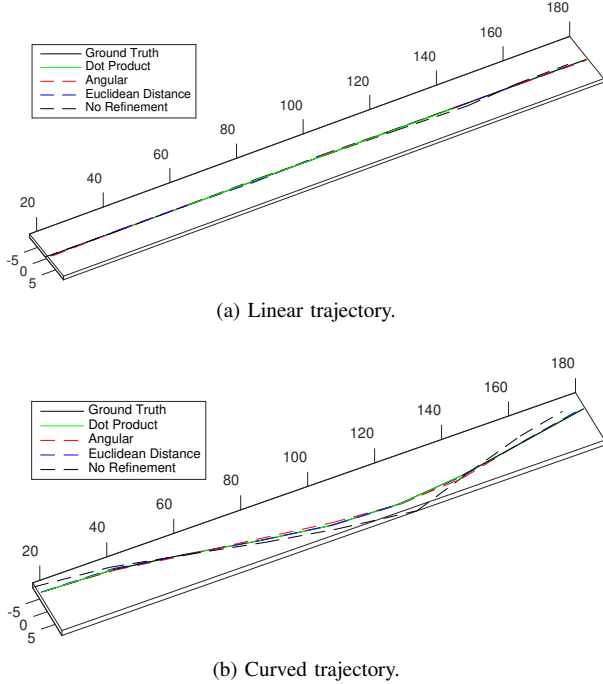 180
160
140
120
100
80
60
40
20
-5
0
5
Ground Truth
Dot Product
Angular
Euclidean Distance
No Refinement
(a) Linear trajectory.
180
160
140
120
100
80
60
40
20
-5
0
5
Ground Truth
Dot Product
Angular
Euclidean Distance
No Refinement
(b) Curved trajectory.